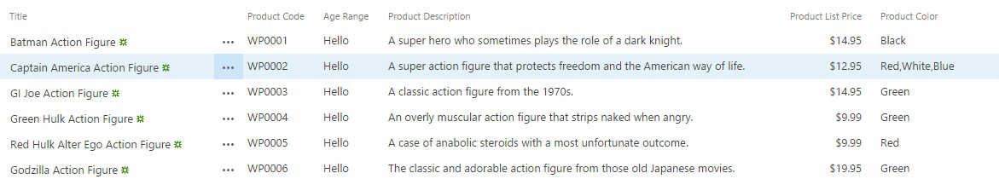 Title Product Code Age Range Product Description Product List Price Product Color
Batman Action Figure ... WP0001 Hello A super hero who sometimes plays the role of a dark knight. $14.95 Black
Captain America Action Figure ... WP0002 Hello A super action figure that protects freedom and the American way of life. $12.95 Red,White,Blue
GI Joe Action Figure ... WP0003 Hello A classic action figure from the 1970s. $14.95 Green
Green Hulk Action Figure ... WP0004 Hello An overly muscular action figure that strips naked when angry. $9.99 Green
Red Hulk Alter Ego Action Figure ... WP0005 Hello A case of anabolic steroids with a most unfortunate outcome. $9.99 Red
Godzilla Action Figure ... WP0006 Hello The classic and adorable action figure from those old Japanese movies. $19.95 Green